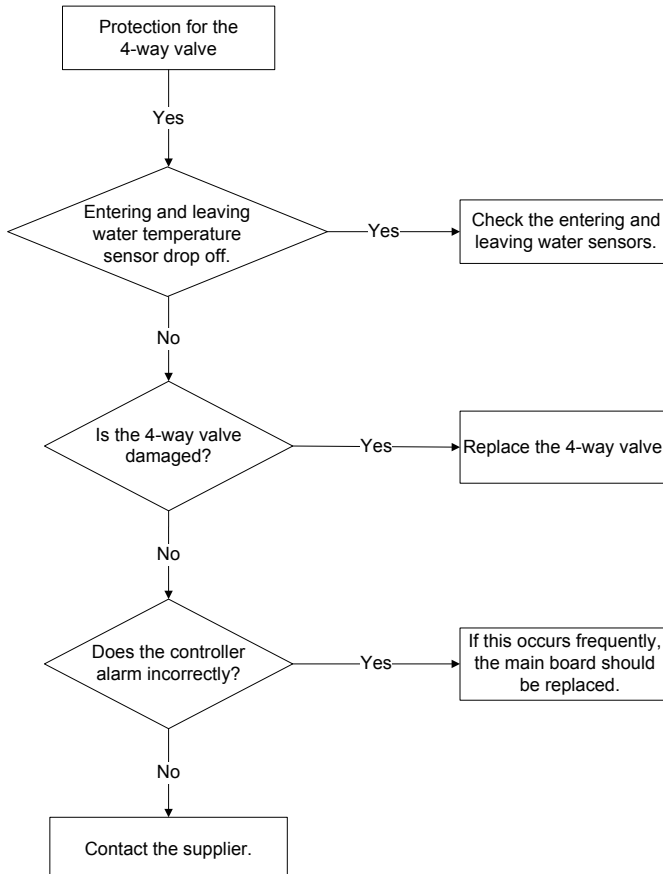 Protection for the
4-way valve
Yes
Entering and leaving
water temperature
sensor drop off.
Yes
Check the entering and
leaving water sensors.
No
Is the 4-way valve
damaged?
Yes
Replace the 4-way valve
No
Does the controller
alarm incorrectly?
Yes
If this occurs frequently,
the main board should
be replaced.
No
Contact the supplier.